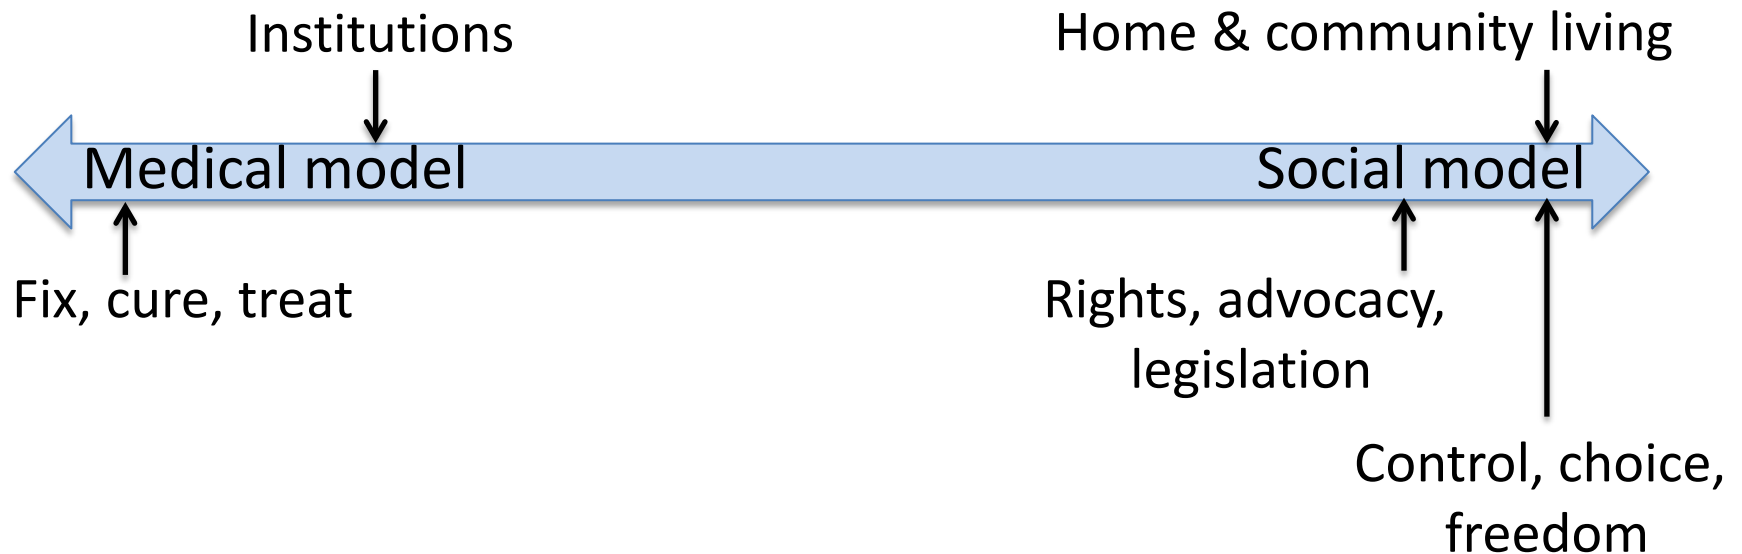 Institutions
Home & community living
Medical model
Social model
Fix, cure, treat
Rights, advocacy,
legislation
Control, choice,
freedom